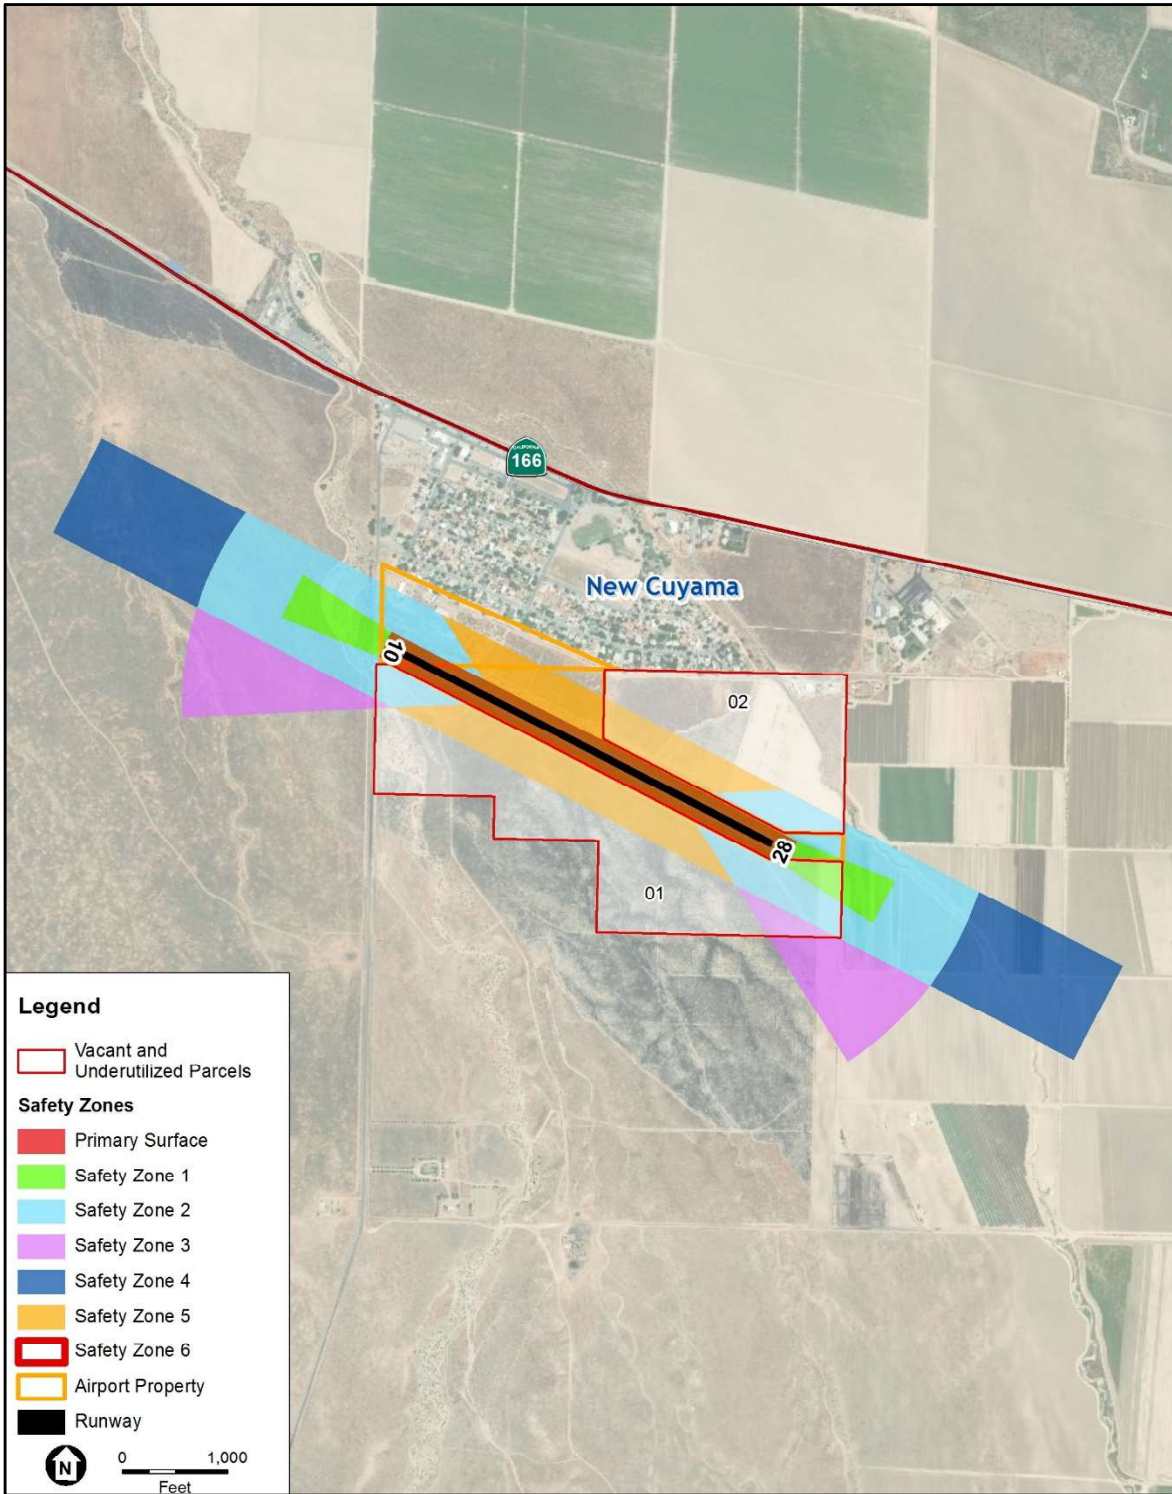 CALIFORNIA
166
New Cuyama
10
02
28
01
Legend
Vacant and
Underutilized Parcels
Safety Zones
Primary Surface
Safety Zone 1
Safety Zone 2
Safety Zone 3
Safety Zone 4
Safety Zone 5
Safety Zone 6
Airport Property
Runway
N
0 1,000
Feet